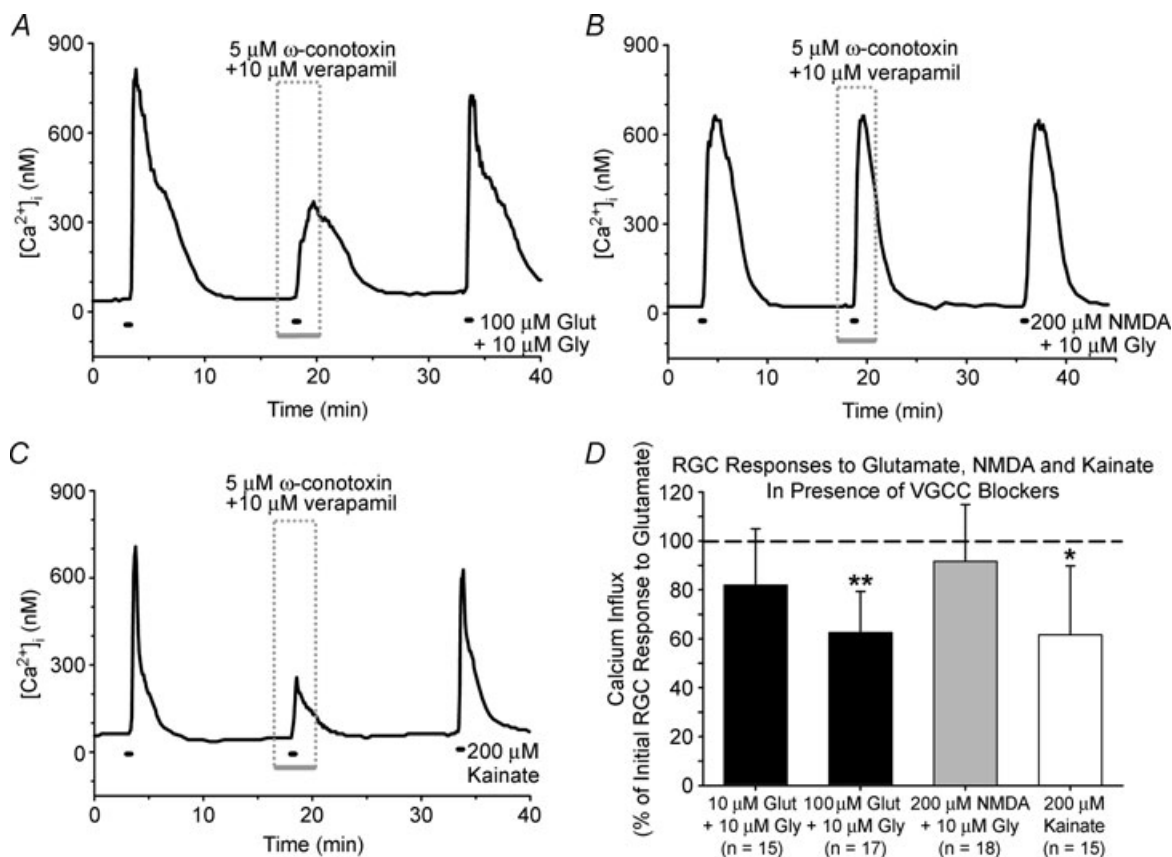 A
900
600
300
0
[Ca2+]i (nM)
5 μM ω-conotoxin
+10 μM verapamil
100 μM Glut
+ 10 μM Gly
0 10 20 30 40
Time (min)
B
900
600
300
0
[Ca2+]i (nM)
5 μM ω-conotoxin
+10 μM verapamil
200 μM NMDA
+ 10 μM Gly
0 10 20 30 40
Time (min)
C
900
600
300
0
[Ca2+]i (nM)
5 μM ω-conotoxin
+10 μM verapamil
200 μM
Kainate
0 10 20 30 40
Time (min)
D
RGC Responses to Glutamate, NMDA and Kainate
In Presence of VGCC Blockers
Calcium Influx
(% of Initial RGC Response to Glutamate)
120
100
80
60
40
20
0
**
*
10 μM Glut 100 μM Glut 200 μM NMDA 200 μM
+ 10 μM Gly + 10 μM Gly + 10 μM Gly Kainate
(n = 15) (n = 17) (n = 18) (n = 15)